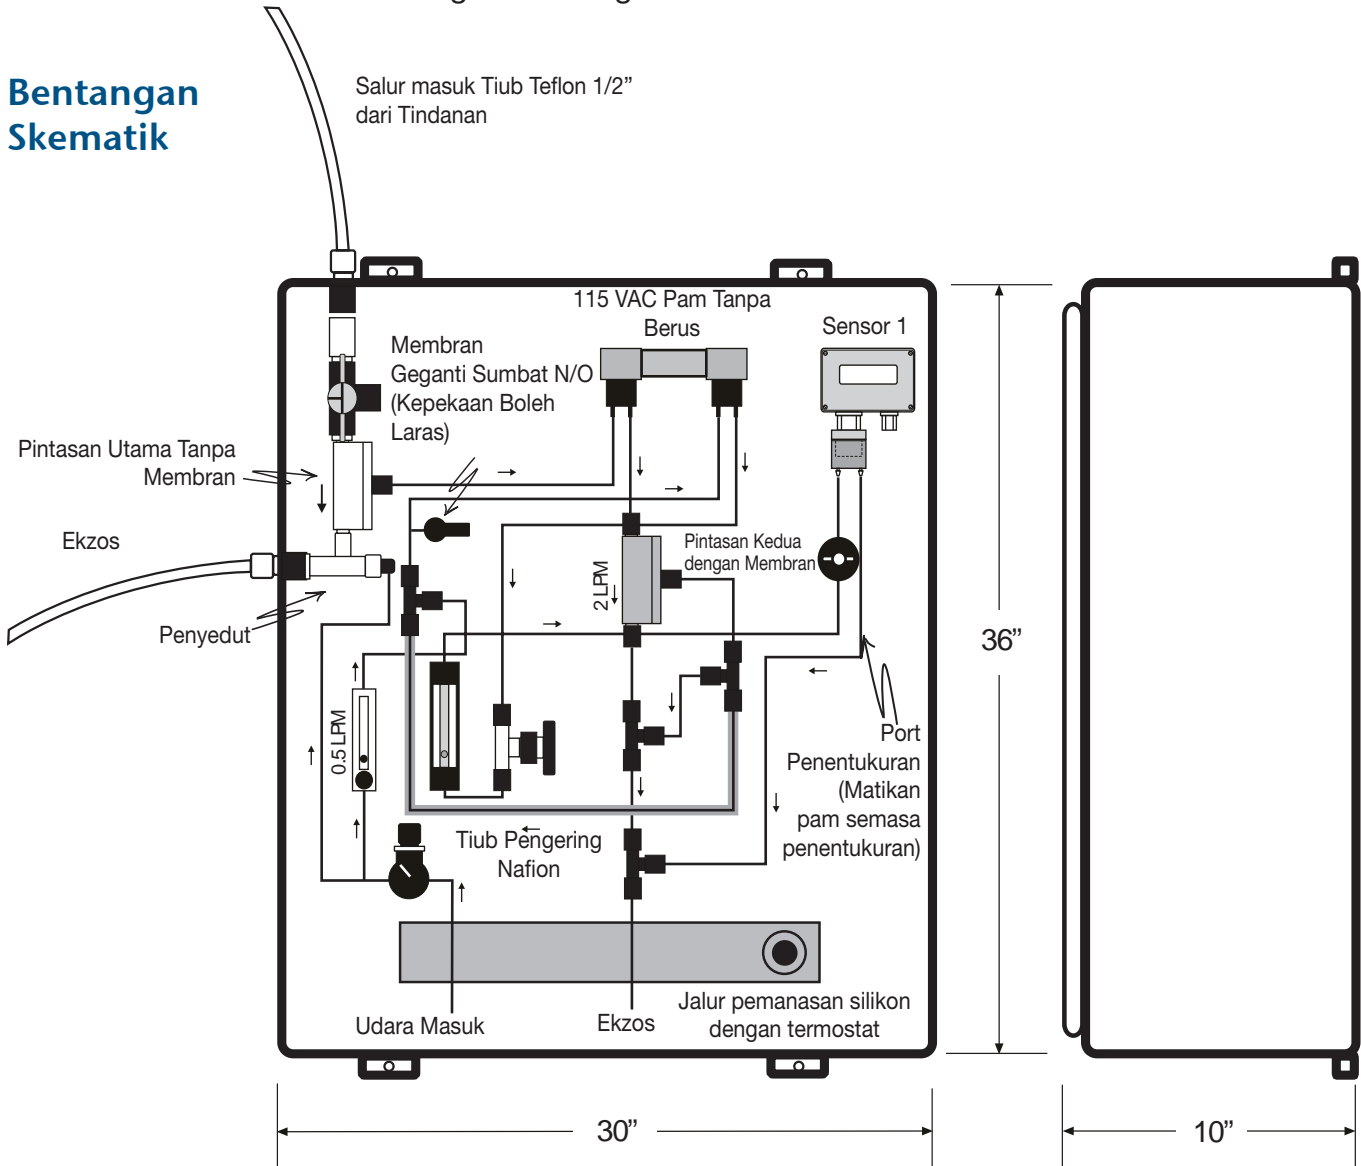 Bentangan
Skematik
Salur masuk Tiub Teflon 1/2”
dari Tindanan
115 VAC Pam Tanpa
Berus
Sensor 1
Membran
Geganti Sumbat N/O
(Kepekaan Boleh
Laras)
Pintasan Utama Tanpa
Membran
Ekzos
Pintasan Kedua
dengan Membran
2 LPM
Penyedut
36”
0.5 LPM
Port
Penentukuran
(Matikan
pam semasa
penentukuran)
Tiub Pengering
Nafion
Jalur pemanasan silikon
dengan termostat
Udara Masuk
Ekzos
30”
10”